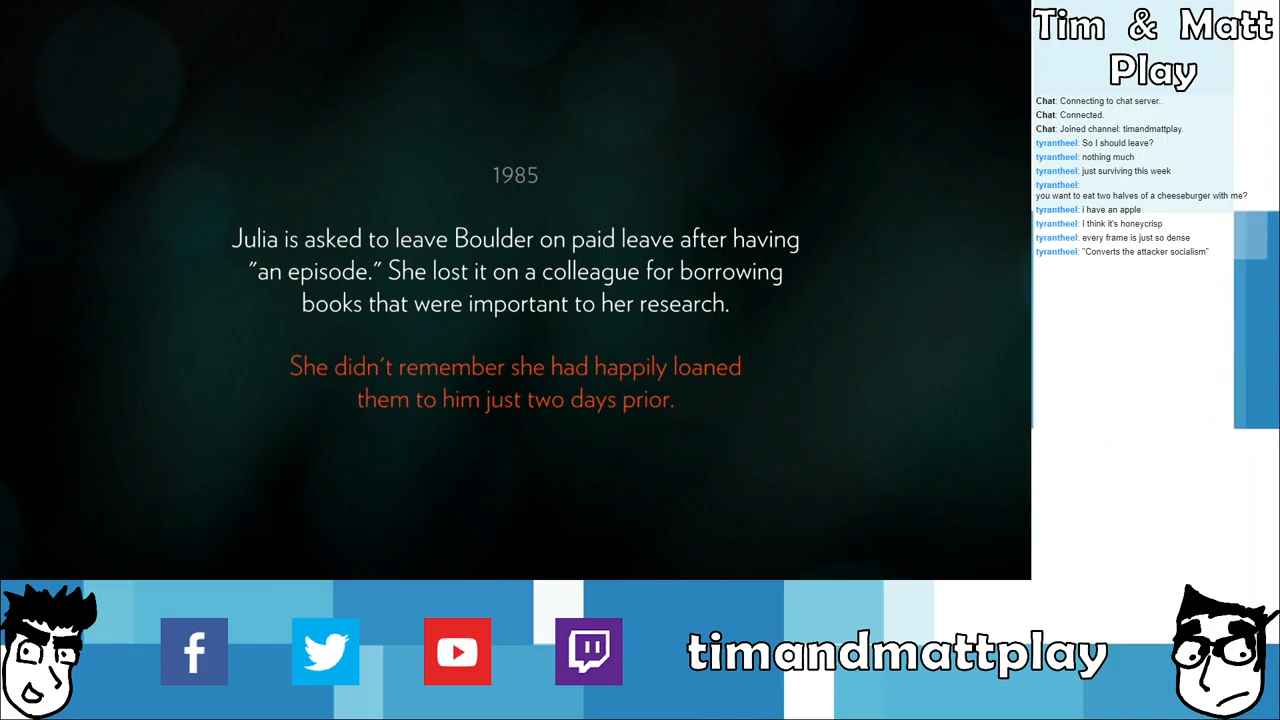 1985
Julia is asked to leave Boulder on paid leave after having
"an episode." She lost it on a colleague for borrowing
books that were important to her research.
She didn't remember she had happily loaned
them to him just two days prior.
Tim & Matt
Play
Chat: Connecting to chat server..
Chat: Connected.
Chat: Joined channel: timandmattplay.
tyrantheel: So I should leave?
tyrantheel: nothing much
tyrantheel: just surviving this week
tyrantheel:
you want to eat two halves of a cheeseburger with me?
tyrantheel: i have an apple
tyrantheel: I think it's honeycrisp
tyrantheel: every frame is just so dense
tyrantheel: "Converts the attacker socialism"
timandmattplay